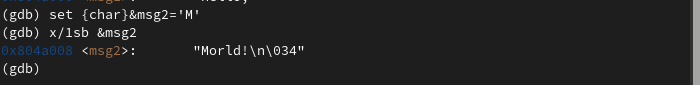 (gdb) set {char}&msg2='M'
(gdb) x/1sb &msg2
0x804a008 <msg2>:       "Morld!\n\034"
(gdb)